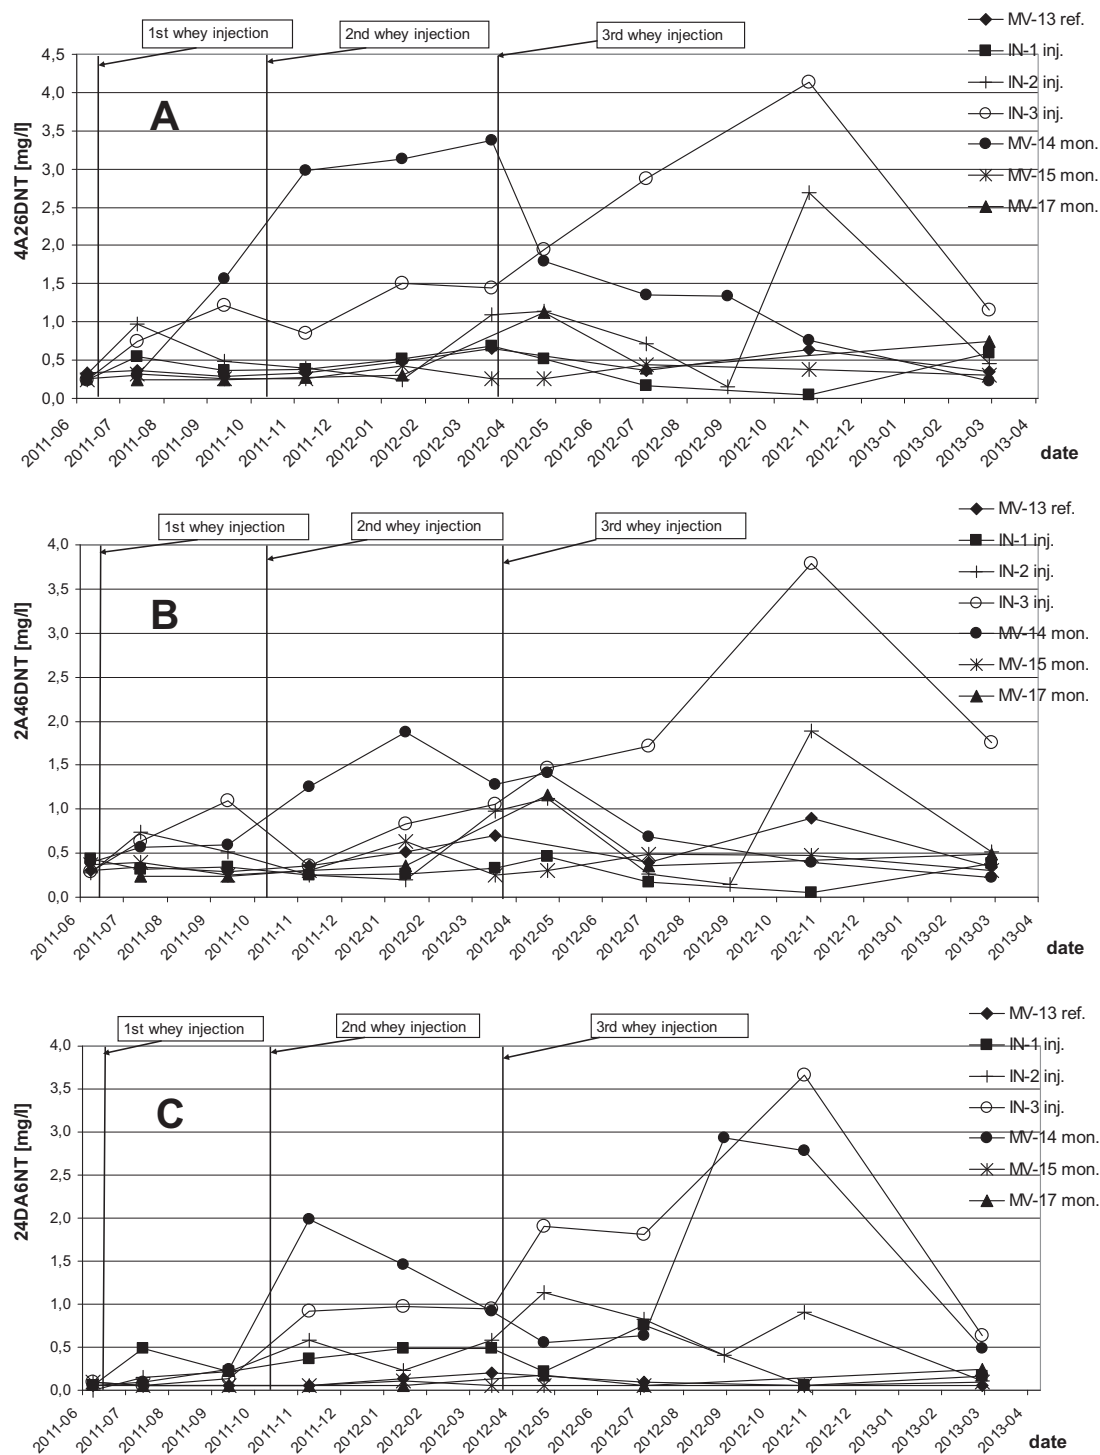 1st whey injection
2nd whey injection
3rd whey injection
MV-13 ref.
IN-1 inj.
IN-2 inj.
IN-3 inj.
MV-14 mon.
MV-15 mon.
MV-17 mon.
A
4A26DNT [mg/l]
4,5
4,0
3,5
3,0
2,5
2,0
1,5
1,0
0,5
0,0
2011-06
2011-07
2011-08
2011-09
2011-10
2011-11
2011-12
2012-01
2012-02
2012-03
2012-04
2012-05
2012-06
2012-07
2012-08
2012-09
2012-10
2012-11
2012-12
2013-01
2013-02
2013-03
2013-04
date
1st whey injection
2nd whey injection
3rd whey injection
MV-13 ref.
IN-1 inj.
IN-2 inj.
IN-3 inj.
MV-14 mon.
MV-15 mon.
MV-17 mon.
B
2A46DNT [mg/l]
4,0
3,5
3,0
2,5
2,0
1,5
1,0
0,5
0,0
2011-06
2011-07
2011-08
2011-09
2011-10
2011-11
2011-12
2012-01
2012-02
2012-03
2012-04
2012-05
2012-06
2012-07
2012-08
2012-09
2012-10
2012-11
2012-12
2013-01
2013-02
2013-03
2013-04
date
1st whey injection
2nd whey injection
3rd whey injection
MV-13 ref.
IN-1 inj.
IN-2 inj.
IN-3 inj.
MV-14 mon.
MV-15 mon.
MV-17 mon.
C
24DA6NT [mg/l]
4,0
3,5
3,0
2,5
2,0
1,5
1,0
0,5
0,0
2011-06
2011-07
2011-08
2011-09
2011-10
2011-11
2011-12
2012-01
2012-02
2012-03
2012-04
2012-05
2012-06
2012-07
2012-08
2012-09
2012-10
2012-11
2012-12
2013-01
2013-02
2013-03
2013-04
date